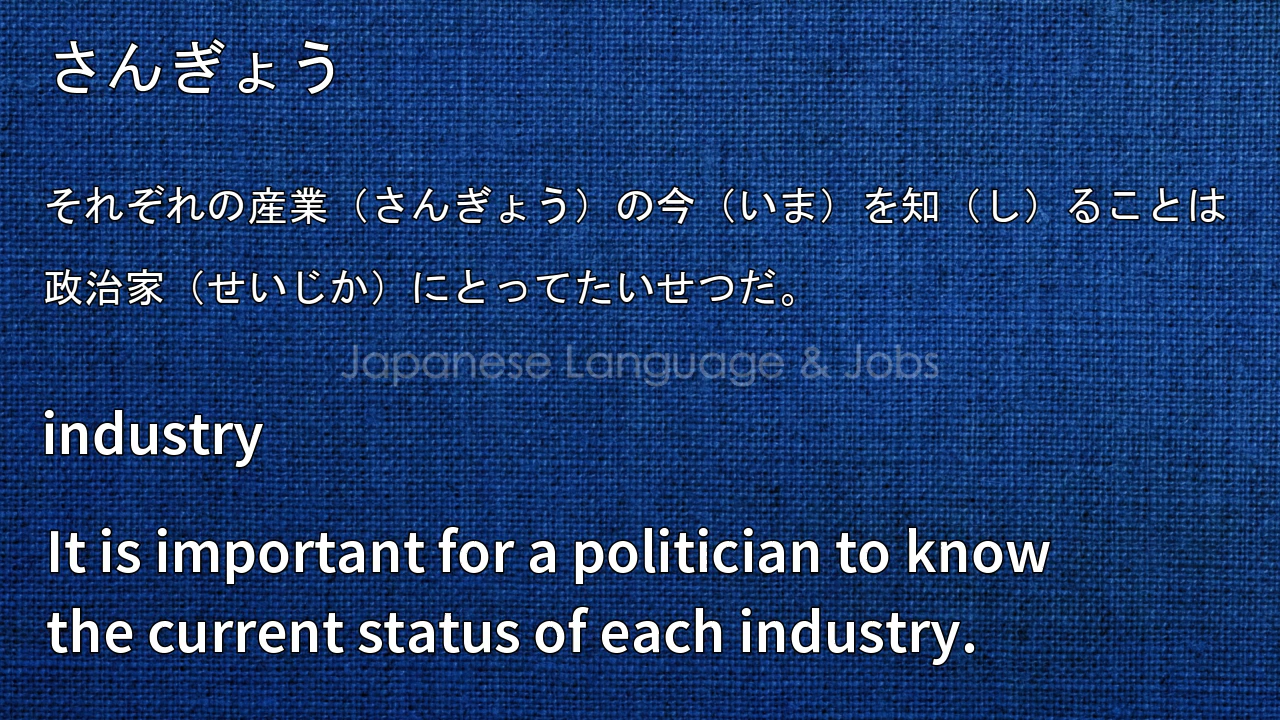 さんぎょう
それぞれの産業（さんぎょう）の今（いま）を知（し）ることは
政治家（せいじか）にとってたいせつだ。
Japanese Language & Jobs
industry
It is important for a politician to know
the current status of each industry.